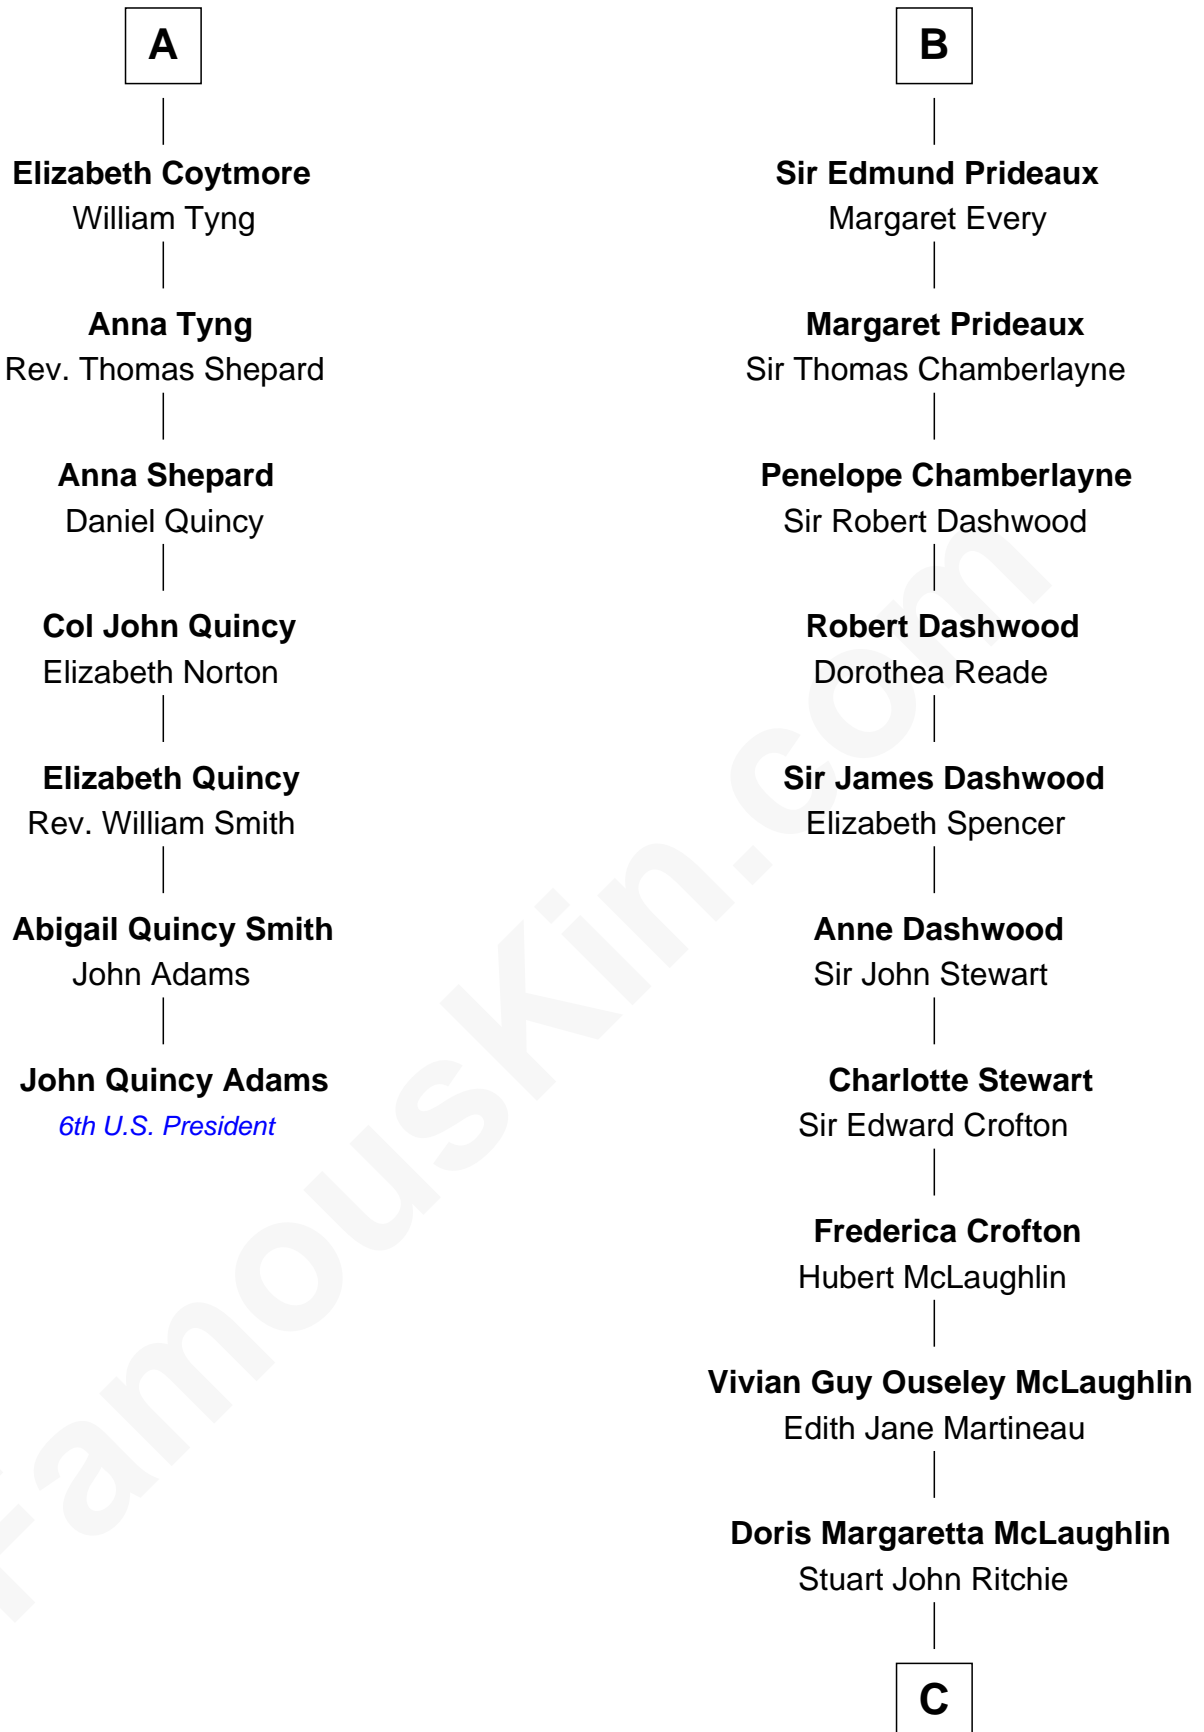 A
Elizabeth Coytmore
William Tyng
Anna Tyng
Rev. Thomas Shepard
Anna Shepard
Daniel Quincy
Col John Quincy
Elizabeth Norton
Elizabeth Quincy
Rev. William Smith
Abigail Quincy Smith
John Adams
John Quincy Adams
6th U.S. President
B
Sir Edmund Prideaux
Margaret Every
Margaret Prideaux
Sir Thomas Chamberlayne
Penelope Chamberlayne
Sir Robert Dashwood
Robert Dashwood
Dorothea Reade
Sir James Dashwood
Elizabeth Spencer
Anne Dashwood
Sir John Stewart
Charlotte Stewart
Sir Edward Crofton
Frederica Crofton
Hubert McLaughlin
Vivian Guy Ouseley McLaughlin
Edith Jane Martineau
Doris Margaretta McLaughlin
Stuart John Ritchie
C
FamousKin.com